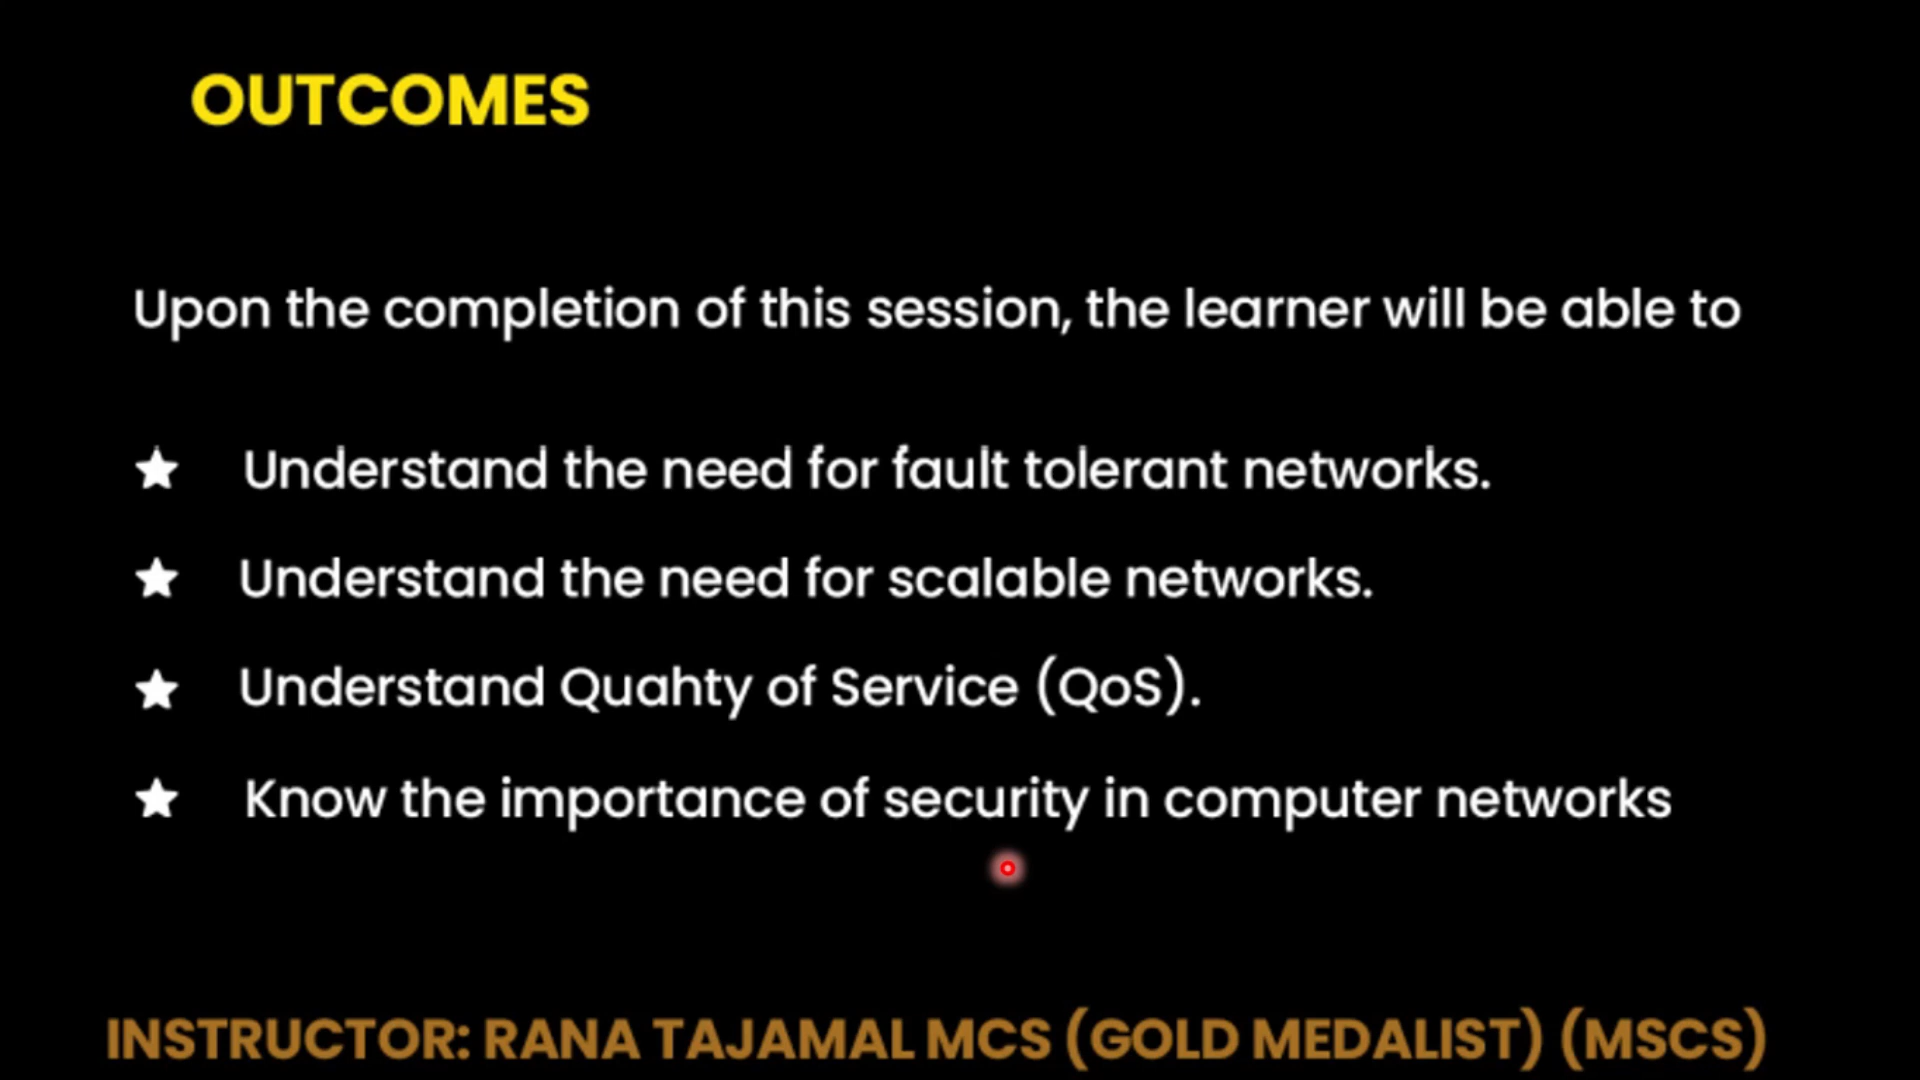 OUTCOMES
Upon the completion of this session, the learner will be able to
★ Understand the need for fault tolerant networks.
★ Understand the need for scalable networks.
★ Understand Quahty of Service (QoS).
★ Know the importance of security in computer networks
INSTRUCTOR: RANA TAJAMAL MCS (GOLD MEDALIST) (MSCS)